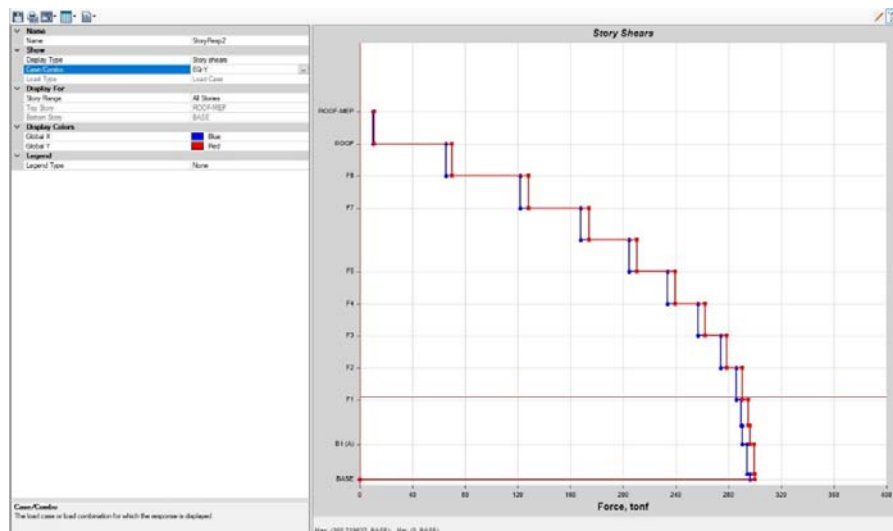 Name
Name StoryResp2
Show
Display Type Story shears
Case/Combo EQ-Y
Load Type Load Case
Display For
Story Range All Stories
Top Story ROOF-MEP
Bottom Story BASE
Display Colors
Global X Blue
Global Y Red
Legend
Legend Type None
Case/Combo
The load case or load combination for which the response is displayed.
Story Shears
ROOF-MEP
ROOF
F8
F7
F5
F4
F3
F2
F1
B1 (A)
BASE
0 40 80 120 160 200 240 280 320 360 400
Force, tonf